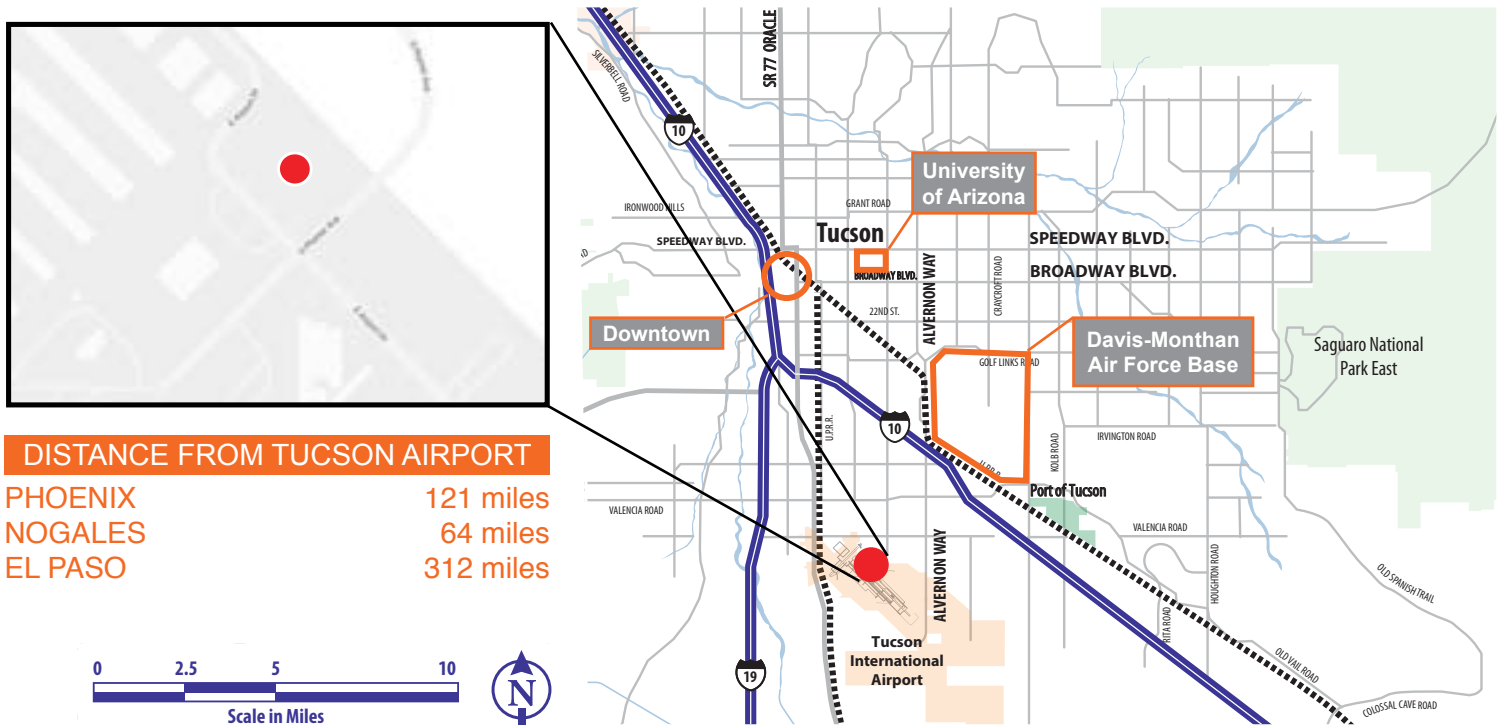 DISTANCE FROM TUCSON AIRPORT
PHOENIX 121 miles
NOGALES 64 miles
EL PASO 312 miles
0 2.5 5 10
Scale in Miles
N
SR 77 ORACLE
SILVERBELL ROAD
10
University
of Arizona
IRONWOOD HILLS
GRANT ROAD
Tucson
SPEEDWAY BLVD.
SPEEDWAY BLVD.
BROADWAY BLVD.
BROADWAY BLVD.
ALVERNON WAY
CRAYCROFT ROAD
22ND ST.
Downtown
Davis-Monthan
Air Force Base
GOLF LINKS ROAD
Saguaro National
Park East
U.P.R.R.
10
KOLB ROAD
IRVINGTON ROAD
Port of Tucson
VALENCIA ROAD
VALENCIA ROAD
ALVERNON WAY
HOUGHTON ROAD
OLD SPANISH TRAIL
RITA ROAD
Tucson
International
Airport
OLD VAIL ROAD
19
COLOSSAL CAVE ROAD